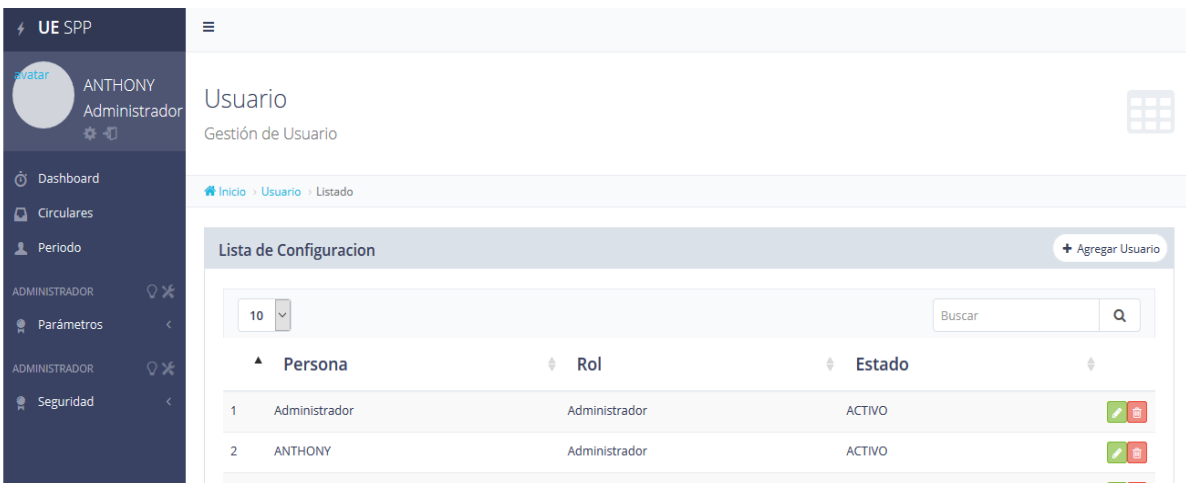 UE SPP
avatar
ANTHONY
Administrador
Dashboard
Circulares
Periodo
ADMINISTRADOR
Parámetros
ADMINISTRADOR
Seguridad
Usuario
Gestión de Usuario
Inicio › Usuario › Listado
Lista de Configuracion
+ Agregar Usuario
10
Buscar
Persona Rol Estado
1 Administrador Administrador ACTIVO
2 ANTHONY Administrador ACTIVO